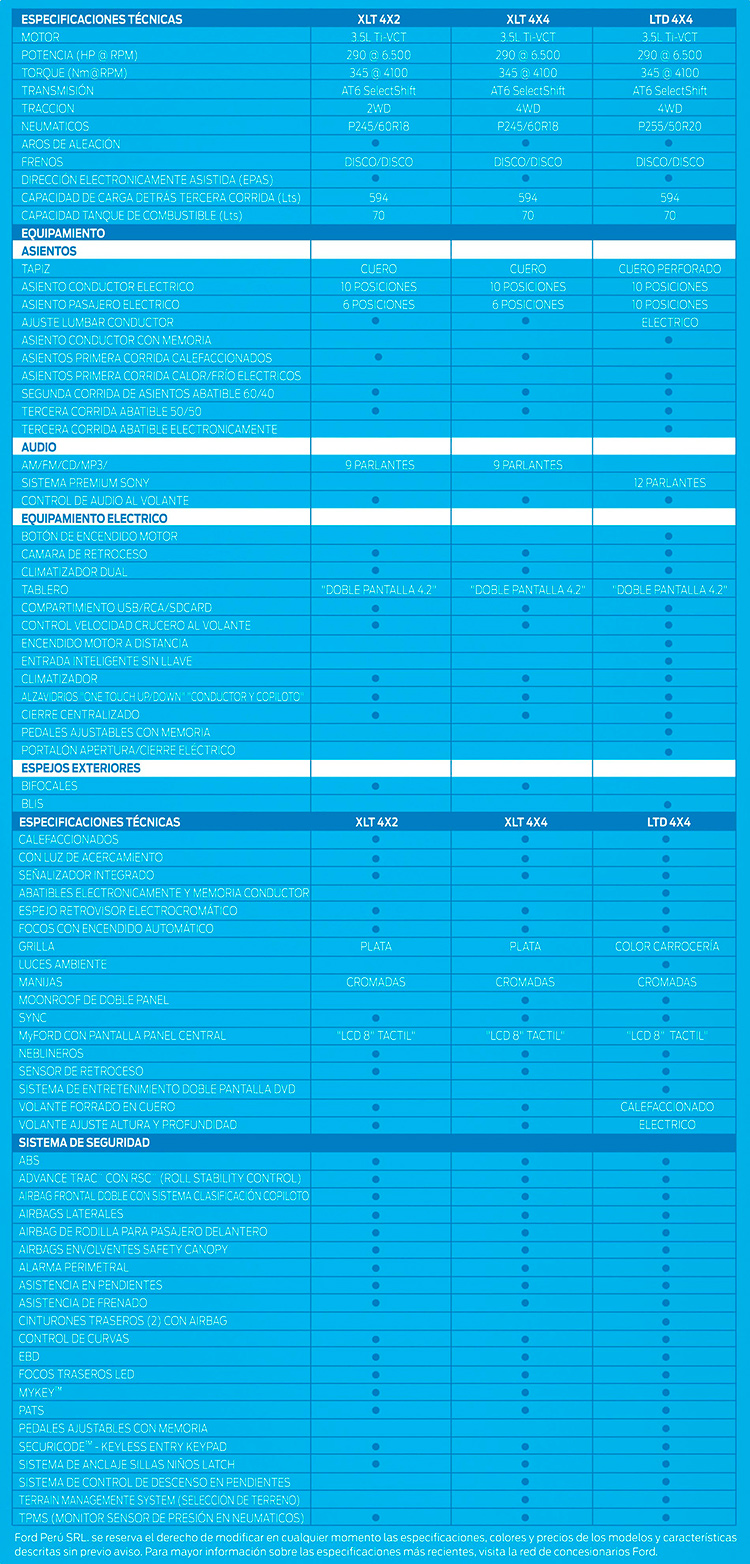 ESPECIFICACIONES TÉCNICAS XLT 4X2 XLT 4X4 LTD 4X4
MOTOR 3.5L Ti-VCT 3.5L Ti-VCT 3.5L Ti-VCT
POTENCIA (HP @ RPM) 290 @ 6.500 290 @ 6.500 290 @ 6.500
TORQUE (Nm@RPM) 345 @ 4100 345 @ 4100 345 @ 4100
TRANSMISIÓN AT6 SelectShift AT6 SelectShift AT6 SelectShift
TRACCION 2WD 4WD 4WD
NEUMATICOS P245/60R18 P245/60R18 P255/50R20
AROS DE ALEACIÓN ● ● ●
FRENOS DISCO/DISCO DISCO/DISCO DISCO/DISCO
DIRECCIÓN ELECTRONICAMENTE ASISTIDA (EPAS) ● ● ●
CAPACIDAD DE CARGA DETRÁS TERCERA CORRIDA (Lts) 594 594 594
CAPACIDAD TANQUE DE COMBUSTIBLE (Lts) 70 70 70
EQUIPAMIENTO
ASIENTOS
TAPIZ CUERO CUERO CUERO PERFORADO
ASIENTO CONDUCTOR ELECTRICO 10 POSICIONES 10 POSICIONES 10 POSICIONES
ASIENTO PASAJERO ELECTRICO 6 POSICIONES 6 POSICIONES 10 POSICIONES
AJUSTE LUMBAR CONDUCTOR ● ● ELECTRICO
ASIENTO CONDUCTOR CON MEMORIA ●
ASIENTOS PRIMERA CORRIDA CALEFACCIONADOS ● ●
ASIENTOS PRIMERA CORRIDA CALOR/FRÍO ELECTRICOS ●
SEGUNDA CORRIDA DE ASIENTOS ABATIBLE 60/40 ● ● ●
TERCERA CORRIDA ABATIBLE 50/50 ● ● ●
TERCERA CORRIDA ABATIBLE ELECTRONICAMENTE ●
AUDIO
AM/FM/CD/MP3/ 9 PARLANTES 9 PARLANTES
SISTEMA PREMIUM SONY 12 PARLANTES
CONTROL DE AUDIO AL VOLANTE ● ● ●
EQUIPAMIENTO ELECTRICO
BOTÓN DE ENCENDIDO MOTOR ●
CAMARA DE RETROCESO ● ● ●
CLIMATIZADOR DUAL ● ● ●
TABLERO "DOBLE PANTALLA 4.2" "DOBLE PANTALLA 4.2" "DOBLE PANTALLA 4.2"
COMPARTIMIENTO USB/RCA/SDCARD ● ● ●
CONTROL VELOCIDAD CRUCERO AL VOLANTE ● ● ●
ENCENDIDO MOTOR A DISTANCIA ●
ENTRADA INTELIGENTE SIN LLAVE ●
CLIMATIZADOR ● ● ●
ALZAVIDRIOS "ONE TOUCH UP/DOWN" "CONDUCTOR Y COPILOTO" ● ● ●
CIERRE CENTRALIZADO ● ● ●
PEDALES AJUSTABLES CON MEMORIA ●
PORTALÓN APERTURA/CIERRE ELÉCTRICO ●
ESPEJOS EXTERIORES
BIFOCALES ● ●
BLIS ●
ESPECIFICACIONES TÉCNICAS XLT 4X2 XLT 4X4 LTD 4X4
CALEFACCIONADOS ● ● ●
CON LUZ DE ACERCAMIENTO ● ● ●
SEÑALIZADOR INTEGRADO ● ● ●
ABATIBLES ELECTRONICAMENTE Y MEMORIA CONDUCTOR ●
ESPEJO RETROVISOR ELECTROCROMÁTICO ● ● ●
FOCOS CON ENCENDIDO AUTOMÁTICO ● ● ●
GRILLA PLATA PLATA COLOR CARROCERÍA
LUCES AMBIENTE ●
MANIJAS CROMADAS CROMADAS CROMADAS
MOONROOF DE DOBLE PANEL ● ●
SYNC ● ● ●
MyFORD CON PANTALLA PANEL CENTRAL "LCD 8" TACTIL" "LCD 8" TACTIL" "LCD 8" TACTIL"
NEBLINEROS ● ● ●
SENSOR DE RETROCESO ● ● ●
SISTEMA DE ENTRETENIMIENTO DOBLE PANTALLA DVD ●
VOLANTE FORRADO EN CUERO ● ● CALEFACCIONADO
VOLANTE AJUSTE ALTURA Y PROFUNDIDAD ● ● ELECTRICO
SISTEMA DE SEGURIDAD
ABS ● ● ●
ADVANCE TRAC CON RSC (ROLL STABILITY CONTROL) ● ● ●
AIRBAG FRONTAL DOBLE CON SISTEMA CLASIFICACIÓN COPILOTO ● ● ●
AIRBAGS LATERALES ● ● ●
AIRBAG DE RODILLA PARA PASAJERO DELANTERO ● ● ●
AIRBAGS ENVOLVENTES SAFETY CANOPY ● ● ●
ALARMA PERIMETRAL ● ● ●
ASISTENCIA EN PENDIENTES ● ● ●
ASISTENCIA DE FRENADO ● ● ●
CINTURONES TRASEROS (2) CON AIRBAG ●
CONTROL DE CURVAS ● ● ●
EBD ● ● ●
FOCOS TRASEROS LED ● ● ●
MYKEY™ ● ● ●
PATS ● ● ●
PEDALES AJUSTABLES CON MEMORIA ●
SECURICODE™ - KEYLESS ENTRY KEYPAD ● ● ●
SISTEMA DE ANCLAJE SILLAS NIÑOS LATCH ● ● ●
SISTEMA DE CONTROL DE DESCENSO EN PENDIENTES ● ●
TERRAIN MANAGEMENTE SYSTEM (SELECCIÓN DE TERRENO) ● ●
TPMS (MONITOR SENSOR DE PRESIÓN EN NEUMATICOS) ● ● ●
Ford Perú SRL. se reserva el derecho de modificar en cualquier momento las especificaciones, colores y precios de los modelos y características
descritas sin previo aviso. Para mayor información sobre las especificaciones más recientes, visita la red de concesionarios Ford.